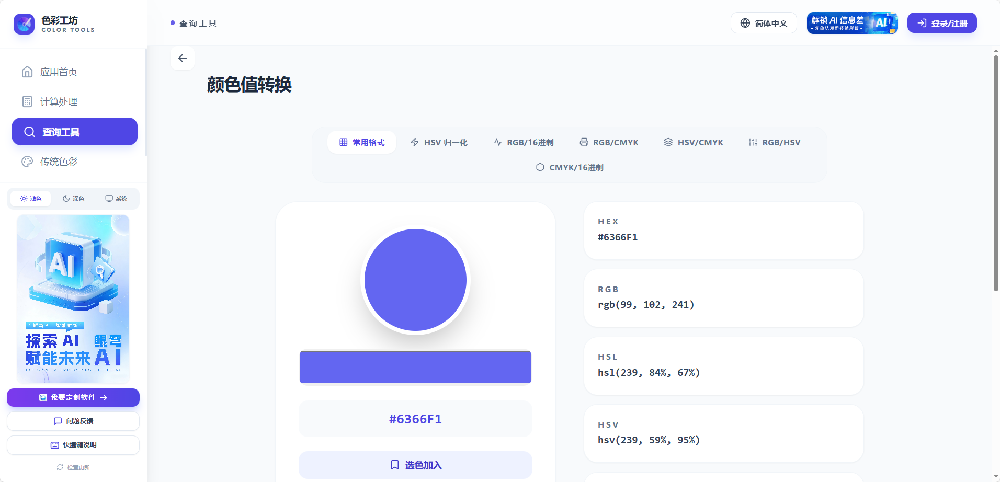 色彩工坊
COLOR TOOLS
应用首页
计算处理
查询工具
传统色彩
浅色
深色
系统
AI
“鲲穹AI 智能赋新”
探索 AI 鲲穹
赋能未来 AI
EXPLORING AI EMPOWERING THE FUTURE
我要定制软件
问题反馈
快捷键说明
检查更新
查询工具
简体中文
解锁 AI 信息差
- 你的认知即将被刷新 -
AI
登录/注册
颜色值转换
常用格式
HSV 归一化
RGB/16进制
RGB/CMYK
HSV/CMYK
RGB/HSV
CMYK/16进制
#6366F1
选色加入
HEX
#6366F1
RGB
rgb(99, 102, 241)
HSL
hsl(239, 84%, 67%)
HSV
hsv(239, 59%, 95%)